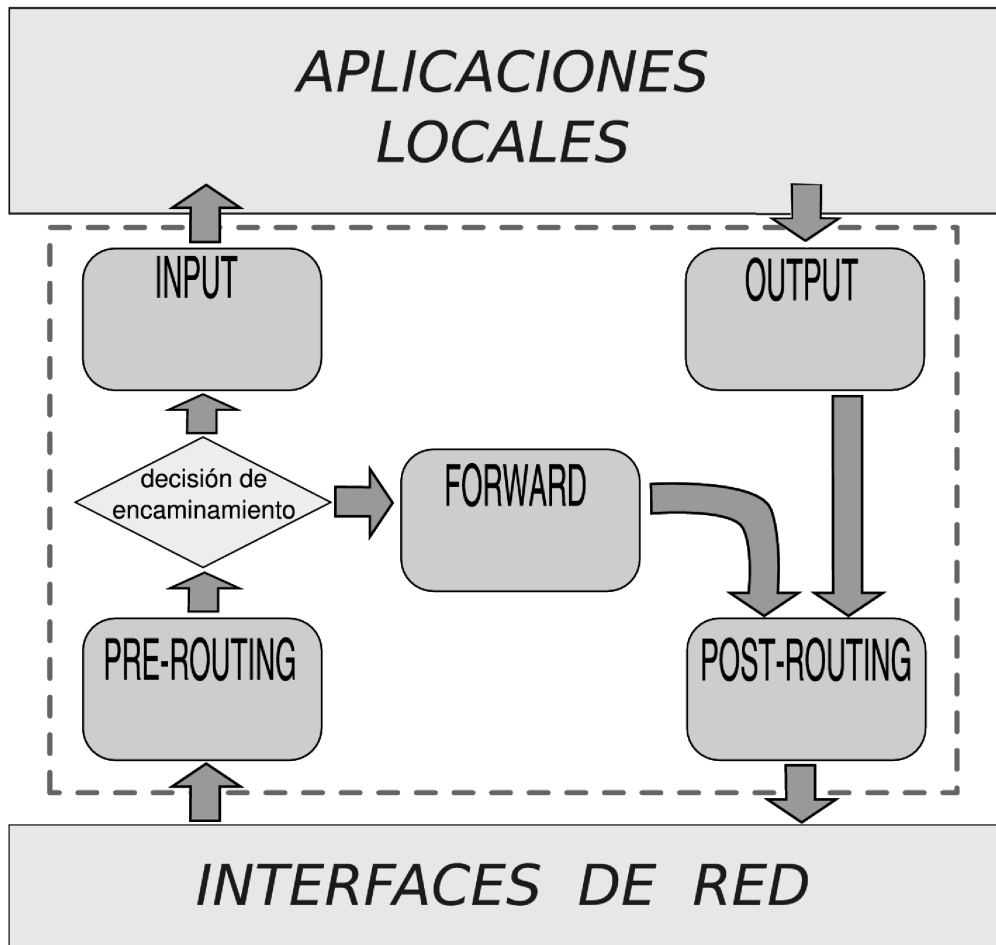 APLICACIONES
LOCALES
INPUT
OUTPUT
decisión de
encaminamiento
FORWARD
PRE-ROUTING
POST-ROUTING
INTERFACES DE RED